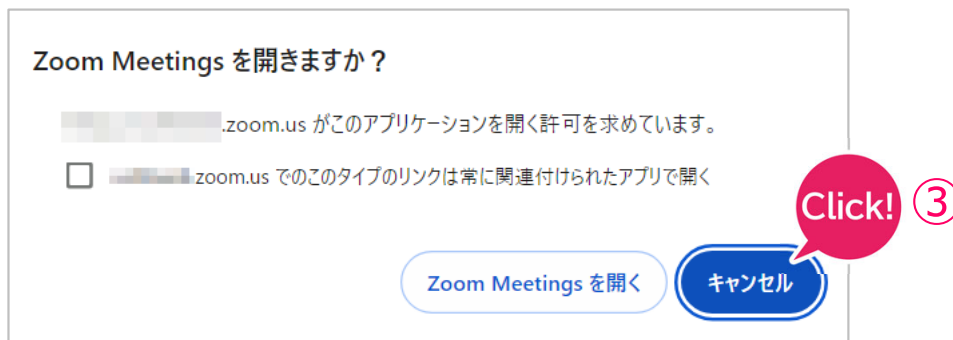 Zoom Meetings を開きますか？
.zoom.us がこのアプリケーションを開く許可を求めています。
zoom.us でのこのタイプのリンクは常に関連付けられたアプリで開く
Click! ③
Zoom Meetings を開く キャンセル